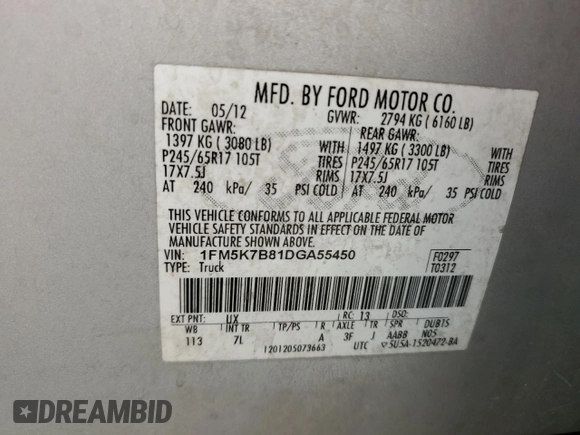 MFD. BY FORD MOTOR CO.
DATE: 05/12 GVWR: 2794 KG ( 6160 LB)
FRONT GAWR: REAR GAWR:
1397 KG ( 3080 LB) WITH 1497 KG ( 3300 LB) WITH
P245/65R17 105T TIRES P245/65R17 105T TIRES
17X7.5J RIMS 17X7.5J RIMS
AT 240 kPa/ 35 PSI COLD AT 240 kPa/ 35 PSI COLD
THIS VEHICLE CONFORMS TO ALL APPLICABLE FEDERAL MOTOR
VEHICLE SAFETY STANDARDS IN EFFECT ON THE DATE OF
MANUFACTURE SHOWN ABOVE.
VIN: 1FM5K7B81DGA55450 F0297
TYPE: Truck T0312
EXT PNT: UX RC: 13 DSO:
WB INT TR TP/PS R AXLE TR SPR DUBTS
113 7L A 3F J AABB N05
1201205073663 UTC ▽5U5A-1520472-BA
DREAMBID